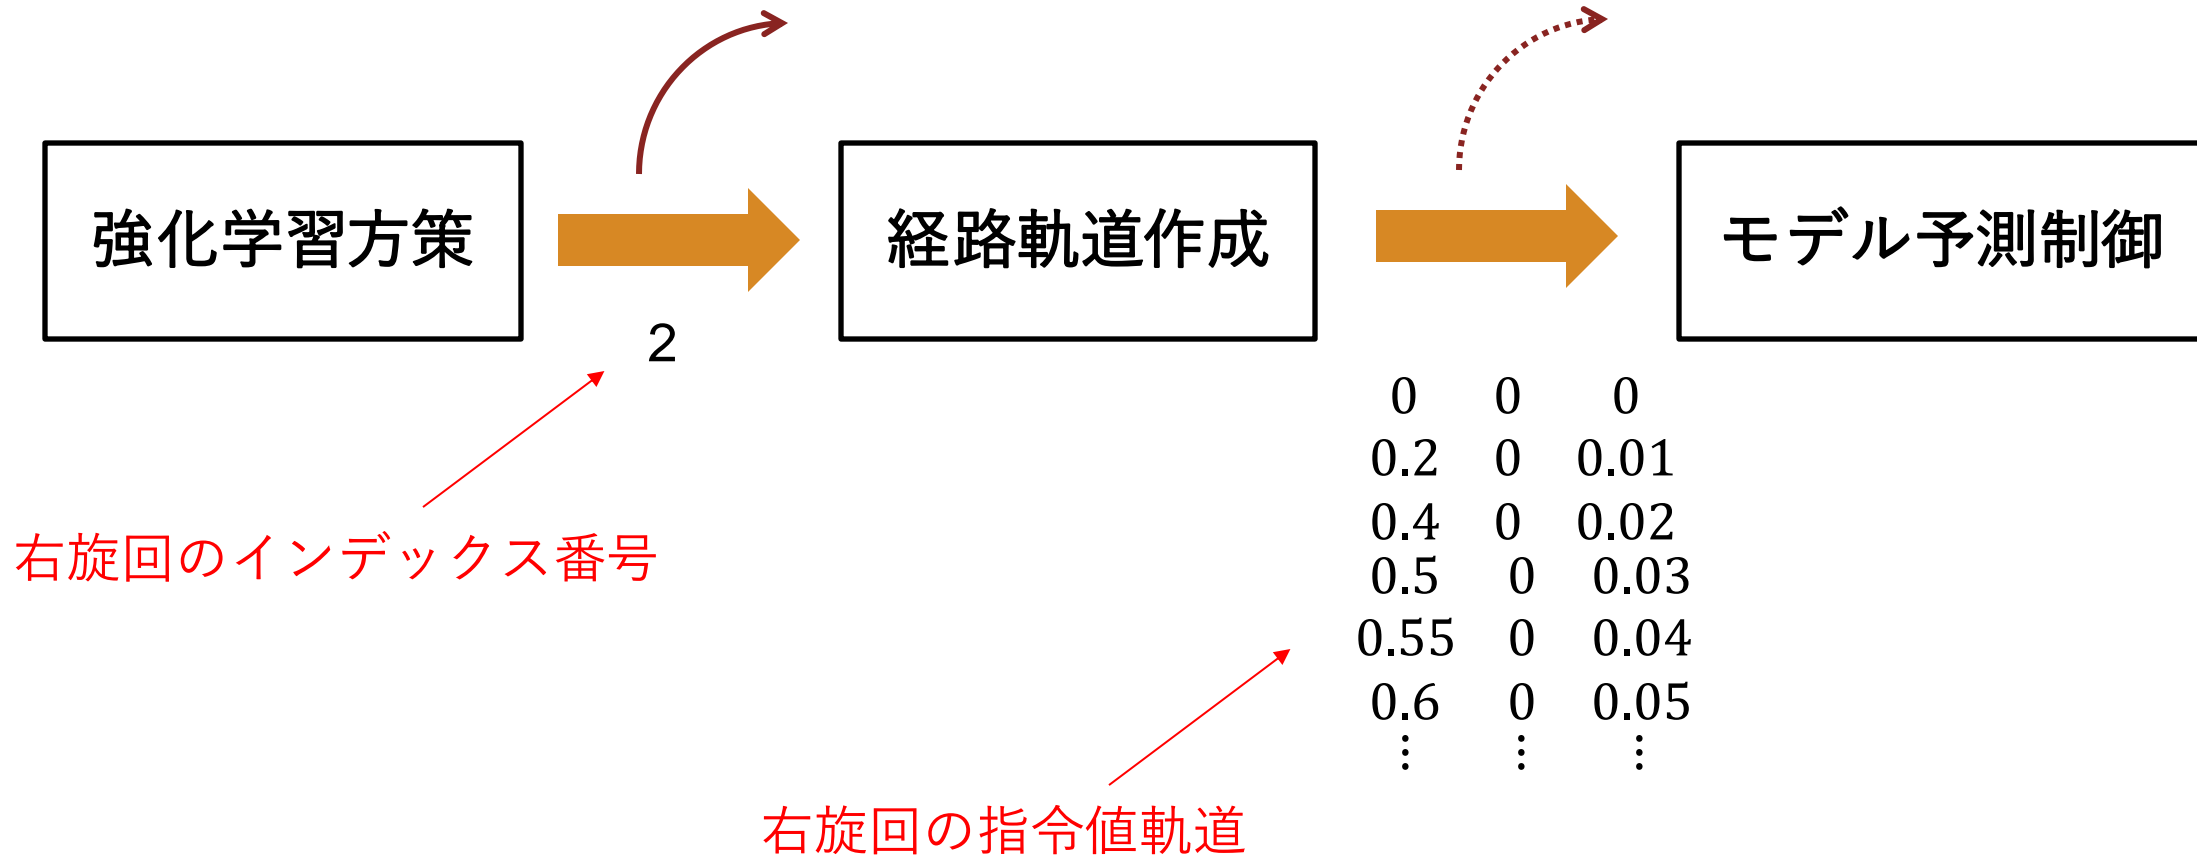 強化学習方策
経路軌道作成
モデル予測制御
2
右旋回のインデックス番号
0 0 0
0.2 0 0.01
0.4 0 0.02
0.5 0 0.03
0.55 0 0.04
0.6 0 0.05
⋮ ⋮ ⋮
右旋回の指令値軌道